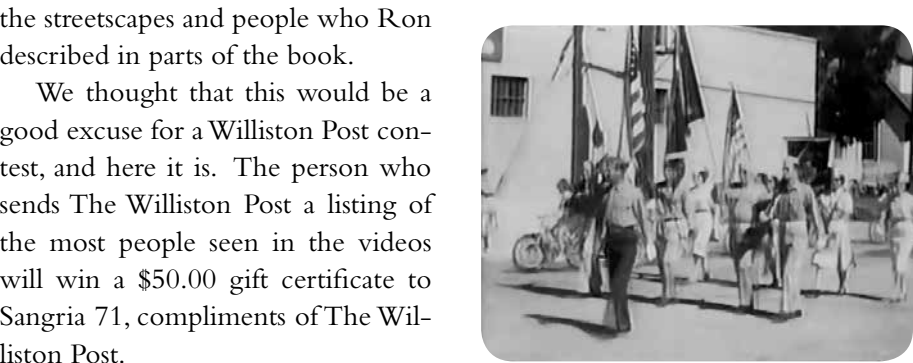 the streetscapes and people who Ron
described in parts of the book.
We thought that this would be a
good excuse for a Williston Post con-
test, and here it is. The person who
sends The Williston Post a listing of
the most people seen in the videos
will win a $50.00 gift certificate to
Sangria 71, compliments of The Wil-
liston Post.